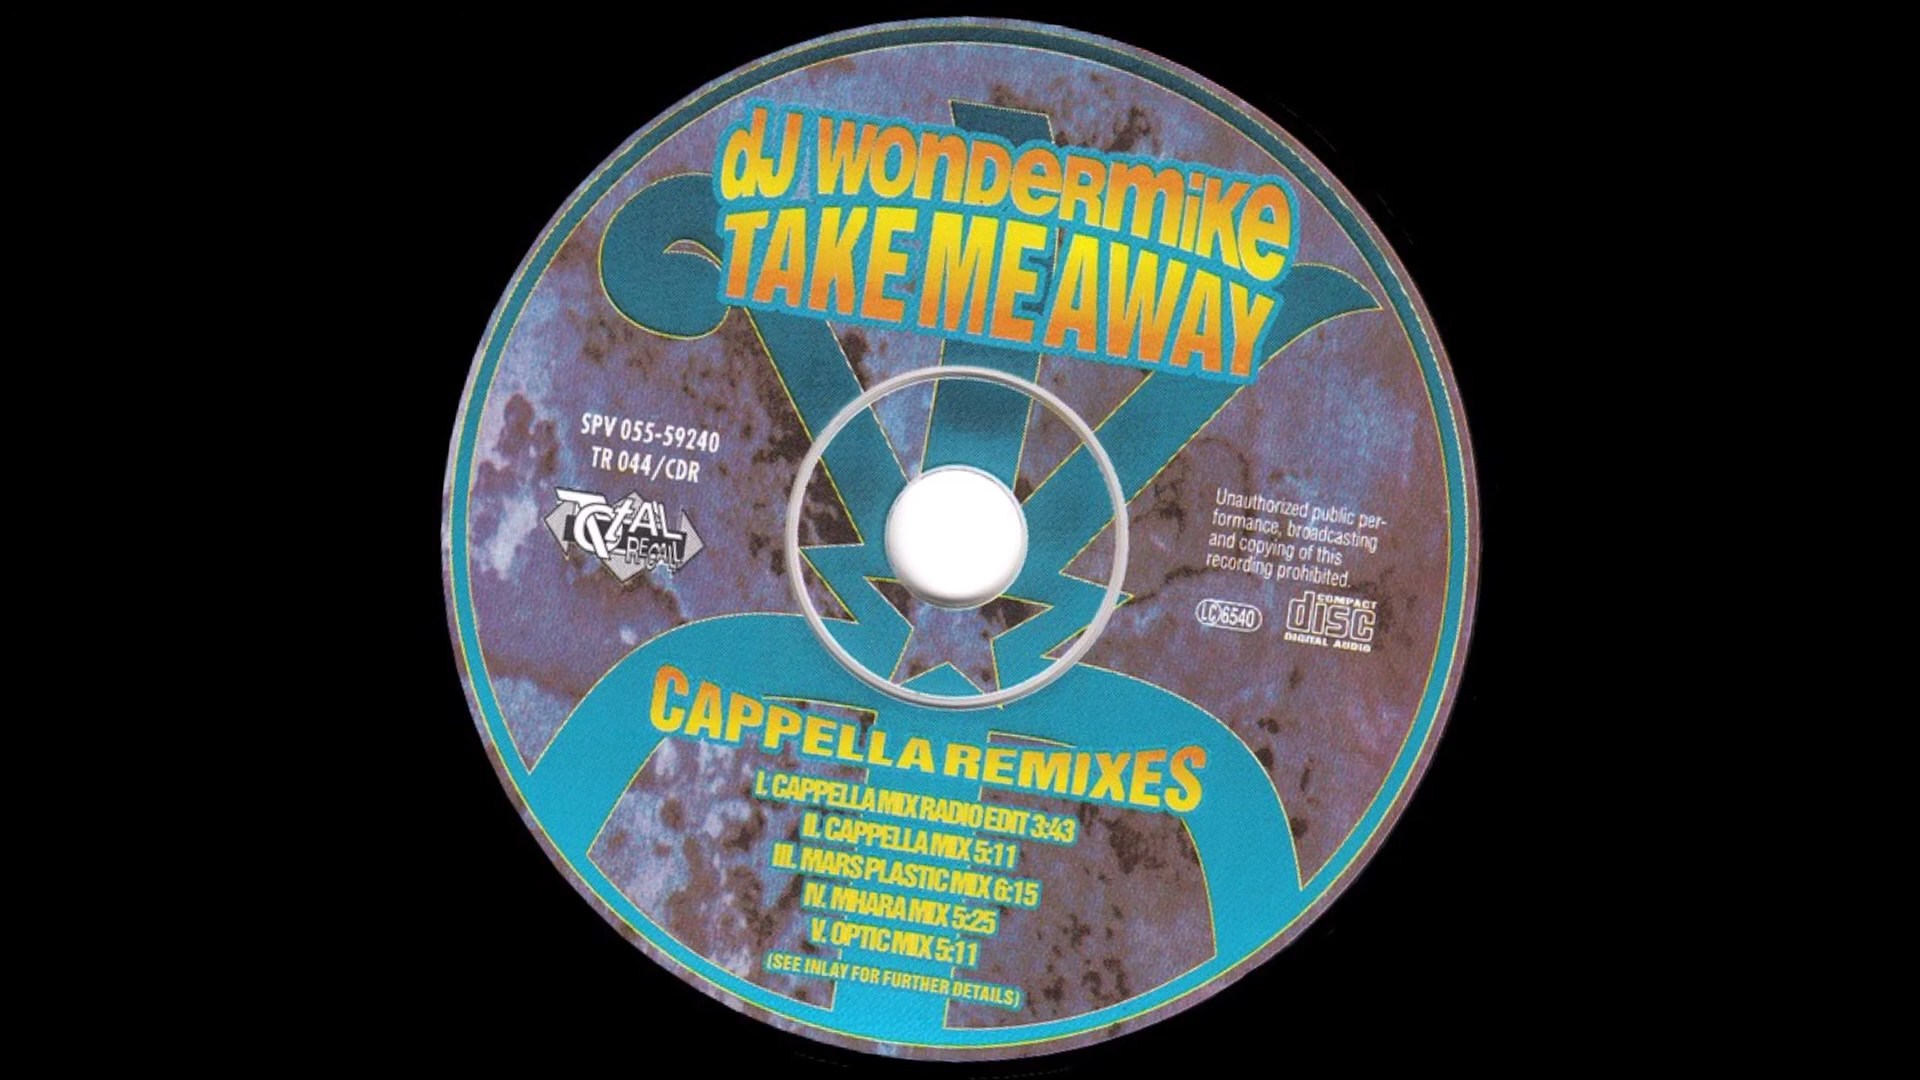 dJ WONDERMIKE
TAKE ME AWAY
SPV 055-59240
TR 044/CDR
TOTAL
RECALL
Unauthorized public per-
formance, broadcasting
and copying of this
recording prohibited.
LC 6540
COMPACT
disc
DIGITAL AUDIO
CAPPELLA REMIXES
I. CAPPELLA MIX RADIO EDIT 3:43
II. CAPPELLA MIX 5:11
III. MARS PLASTIC MIX 6:15
IV. MHARA MIX 5:25
V. OPTIC MIX 5:11
(SEE INLAY FOR FURTHER DETAILS)